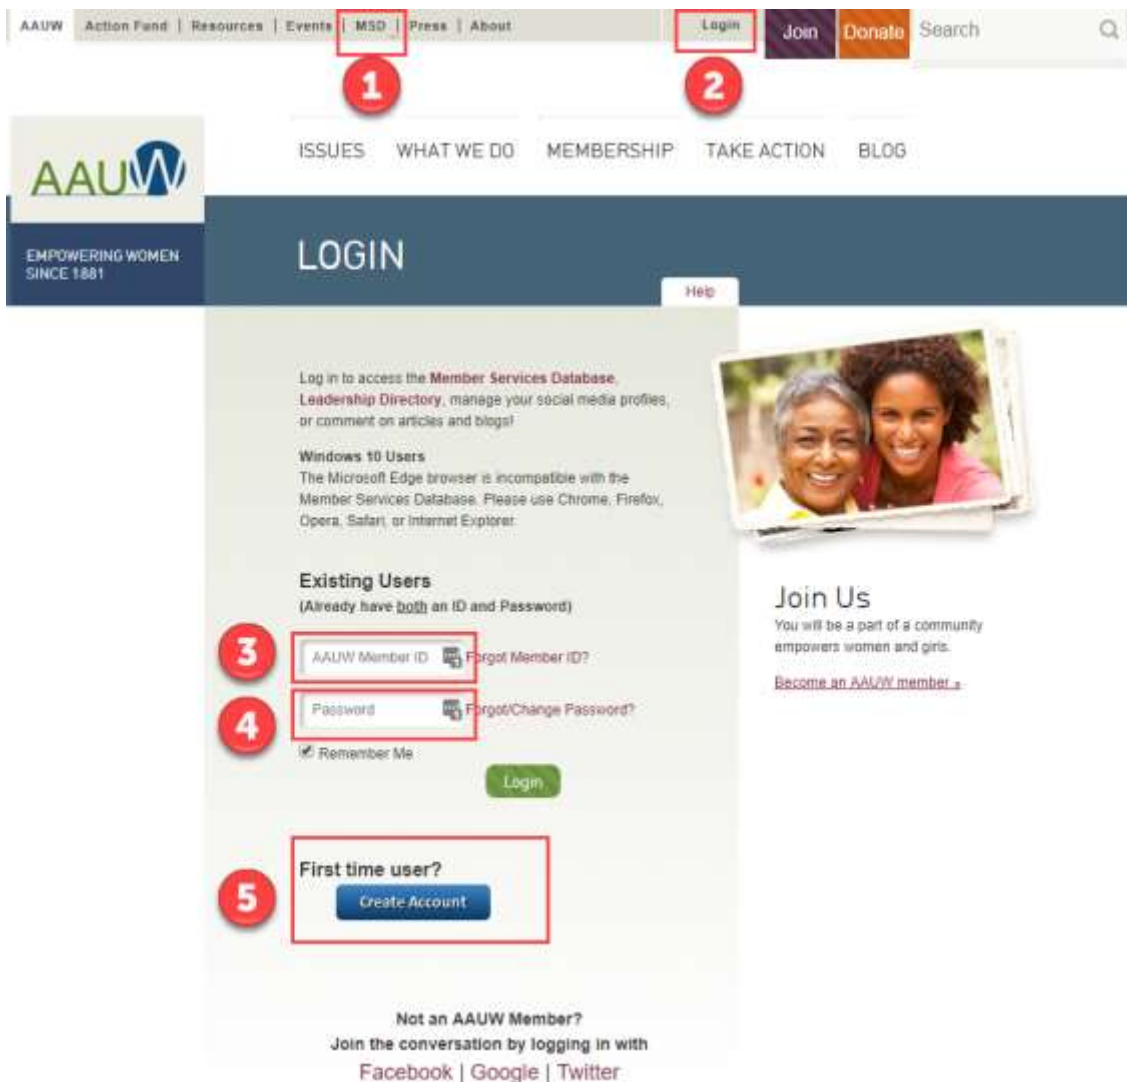 AAUW Action Fund | Resources | Events | MSD | Press | About Login Join Donate Search
1 2
ISSUES WHAT WE DO MEMBERSHIP TAKE ACTION BLOG
AAUW
EMPOWERING WOMEN
SINCE 1881
LOGIN
Help
Log in to access the Member Services Database,
Leadership Directory, manage your social media profiles,
or comment on articles and blogs!
Windows 10 Users
The Microsoft Edge browser is incompatible with the
Member Services Database. Please use Chrome, Firefox,
Opera, Safari, or Internet Explorer.
Existing Users
(Already have both an ID and Password)
3 AAUW Member ID Forgot Member ID?
4 Password Forgot/Change Password?
Remember Me
Login
First time user?
5 Create Account
Not an AAUW Member?
Join the conversation by logging in with
Facebook | Google | Twitter
Join Us
You will be a part of a community
empowers women and girls.
Become an AAUW member »